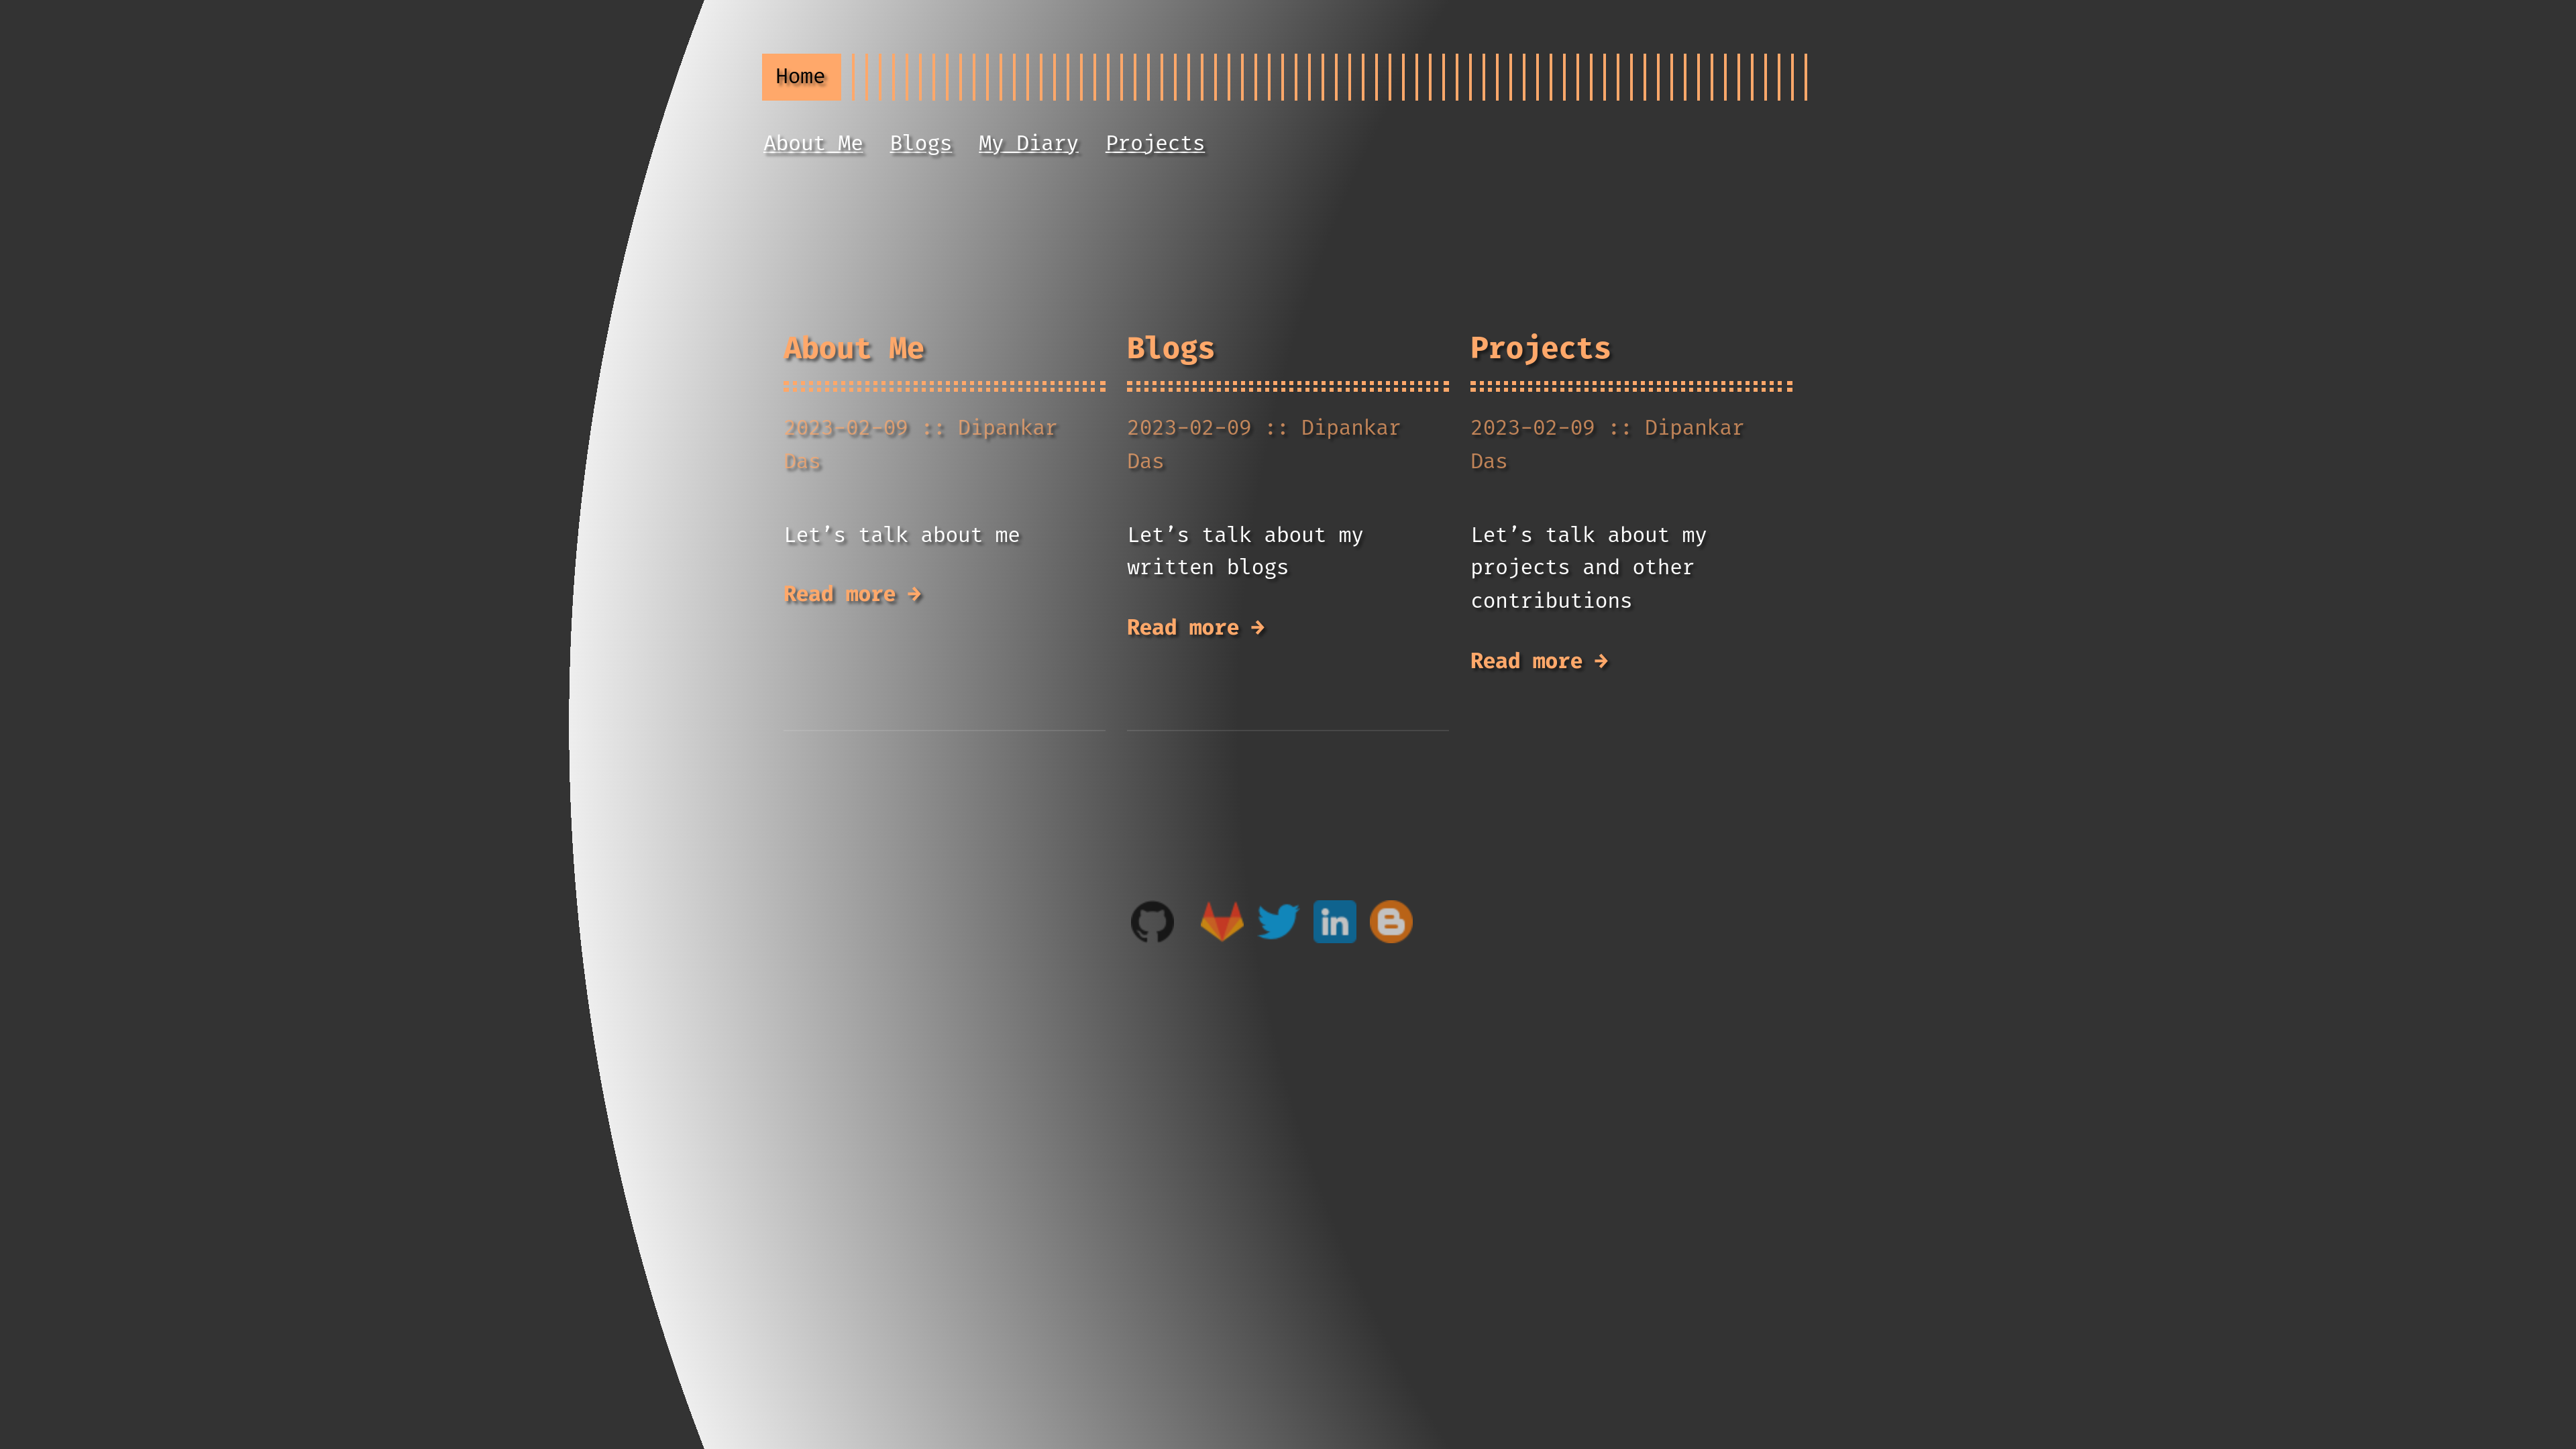 Home
About Me Blogs My Diary Projects
About Me
2023-02-09 :: Dipankar
Das
Let’s talk about me
Read more →
Blogs
2023-02-09 :: Dipankar
Das
Let’s talk about my
written blogs
Read more →
Projects
2023-02-09 :: Dipankar
Das
Let’s talk about my
projects and other
contributions
Read more →
in